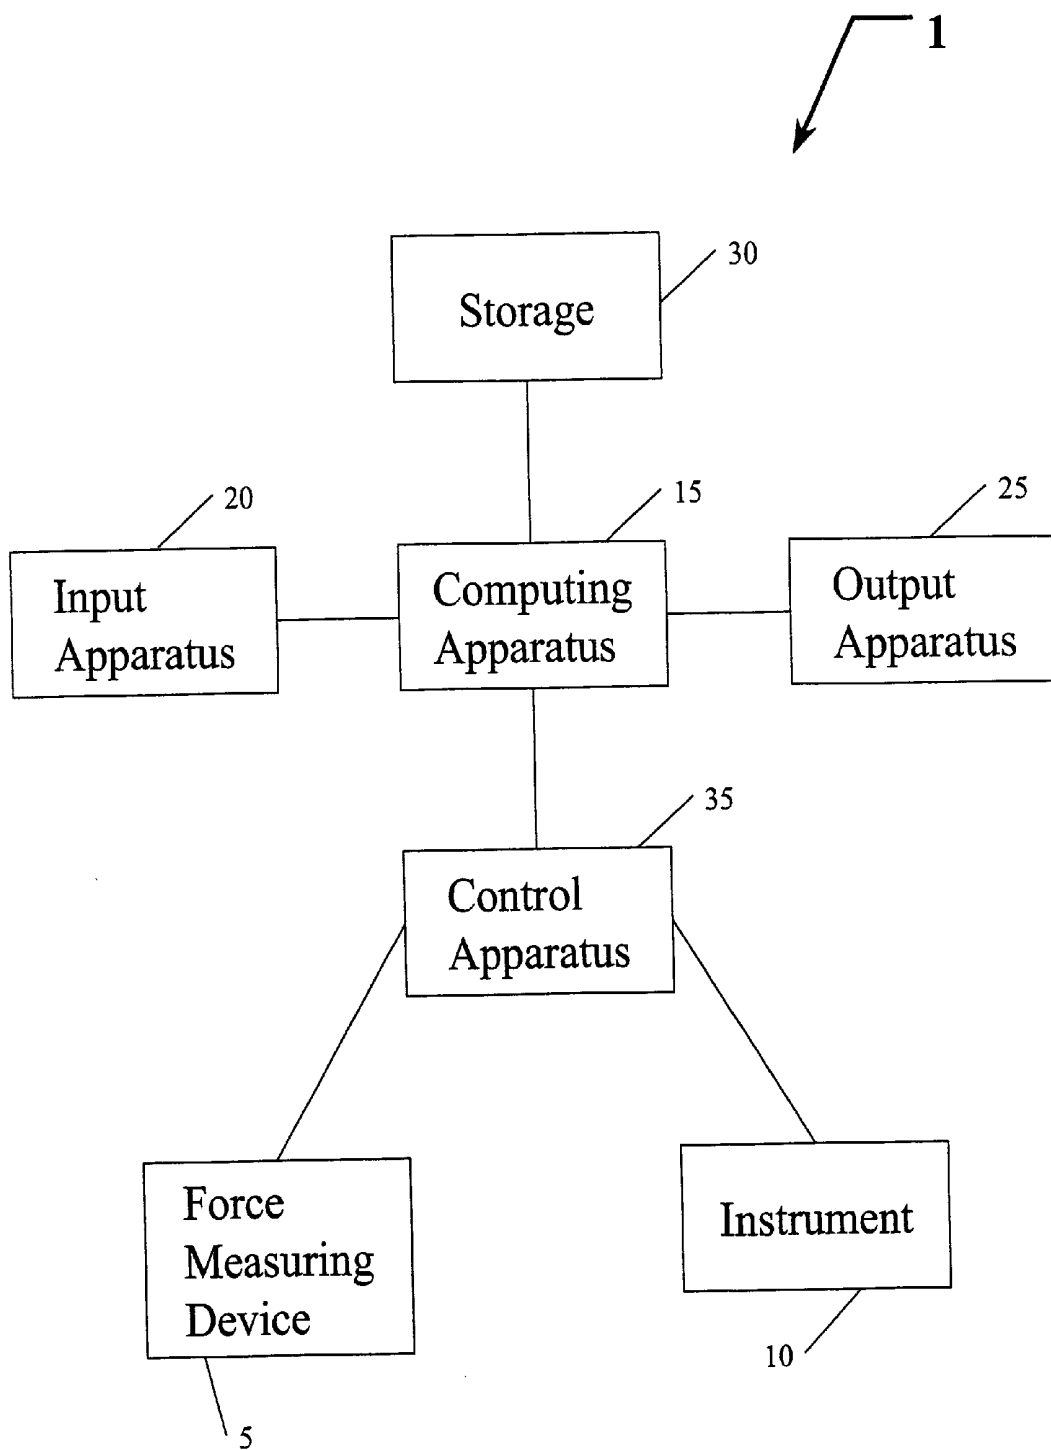 1
30
Storage
20
15
25
Input
Apparatus
Computing
Apparatus
Output
Apparatus
35
Control
Apparatus
Force
Measuring
Device
Instrument
10
5